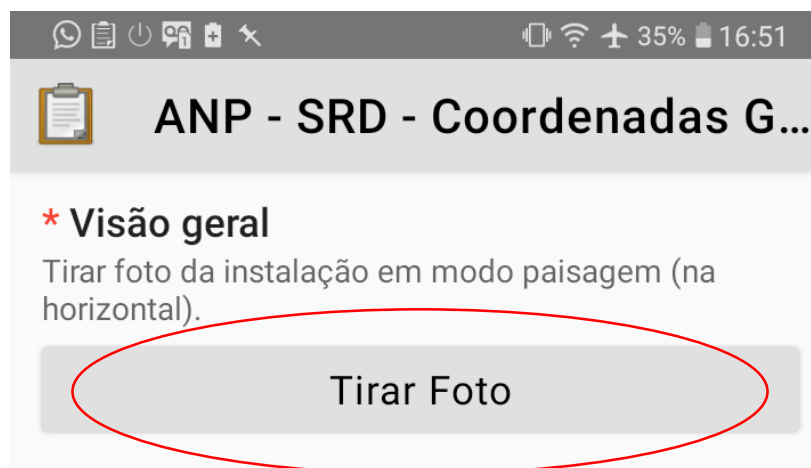 35% 16:51
ANP - SRD - Coordenadas G...
* Visão geral
Tirar foto da instalação em modo paisagem (na
horizontal).
Tirar Foto